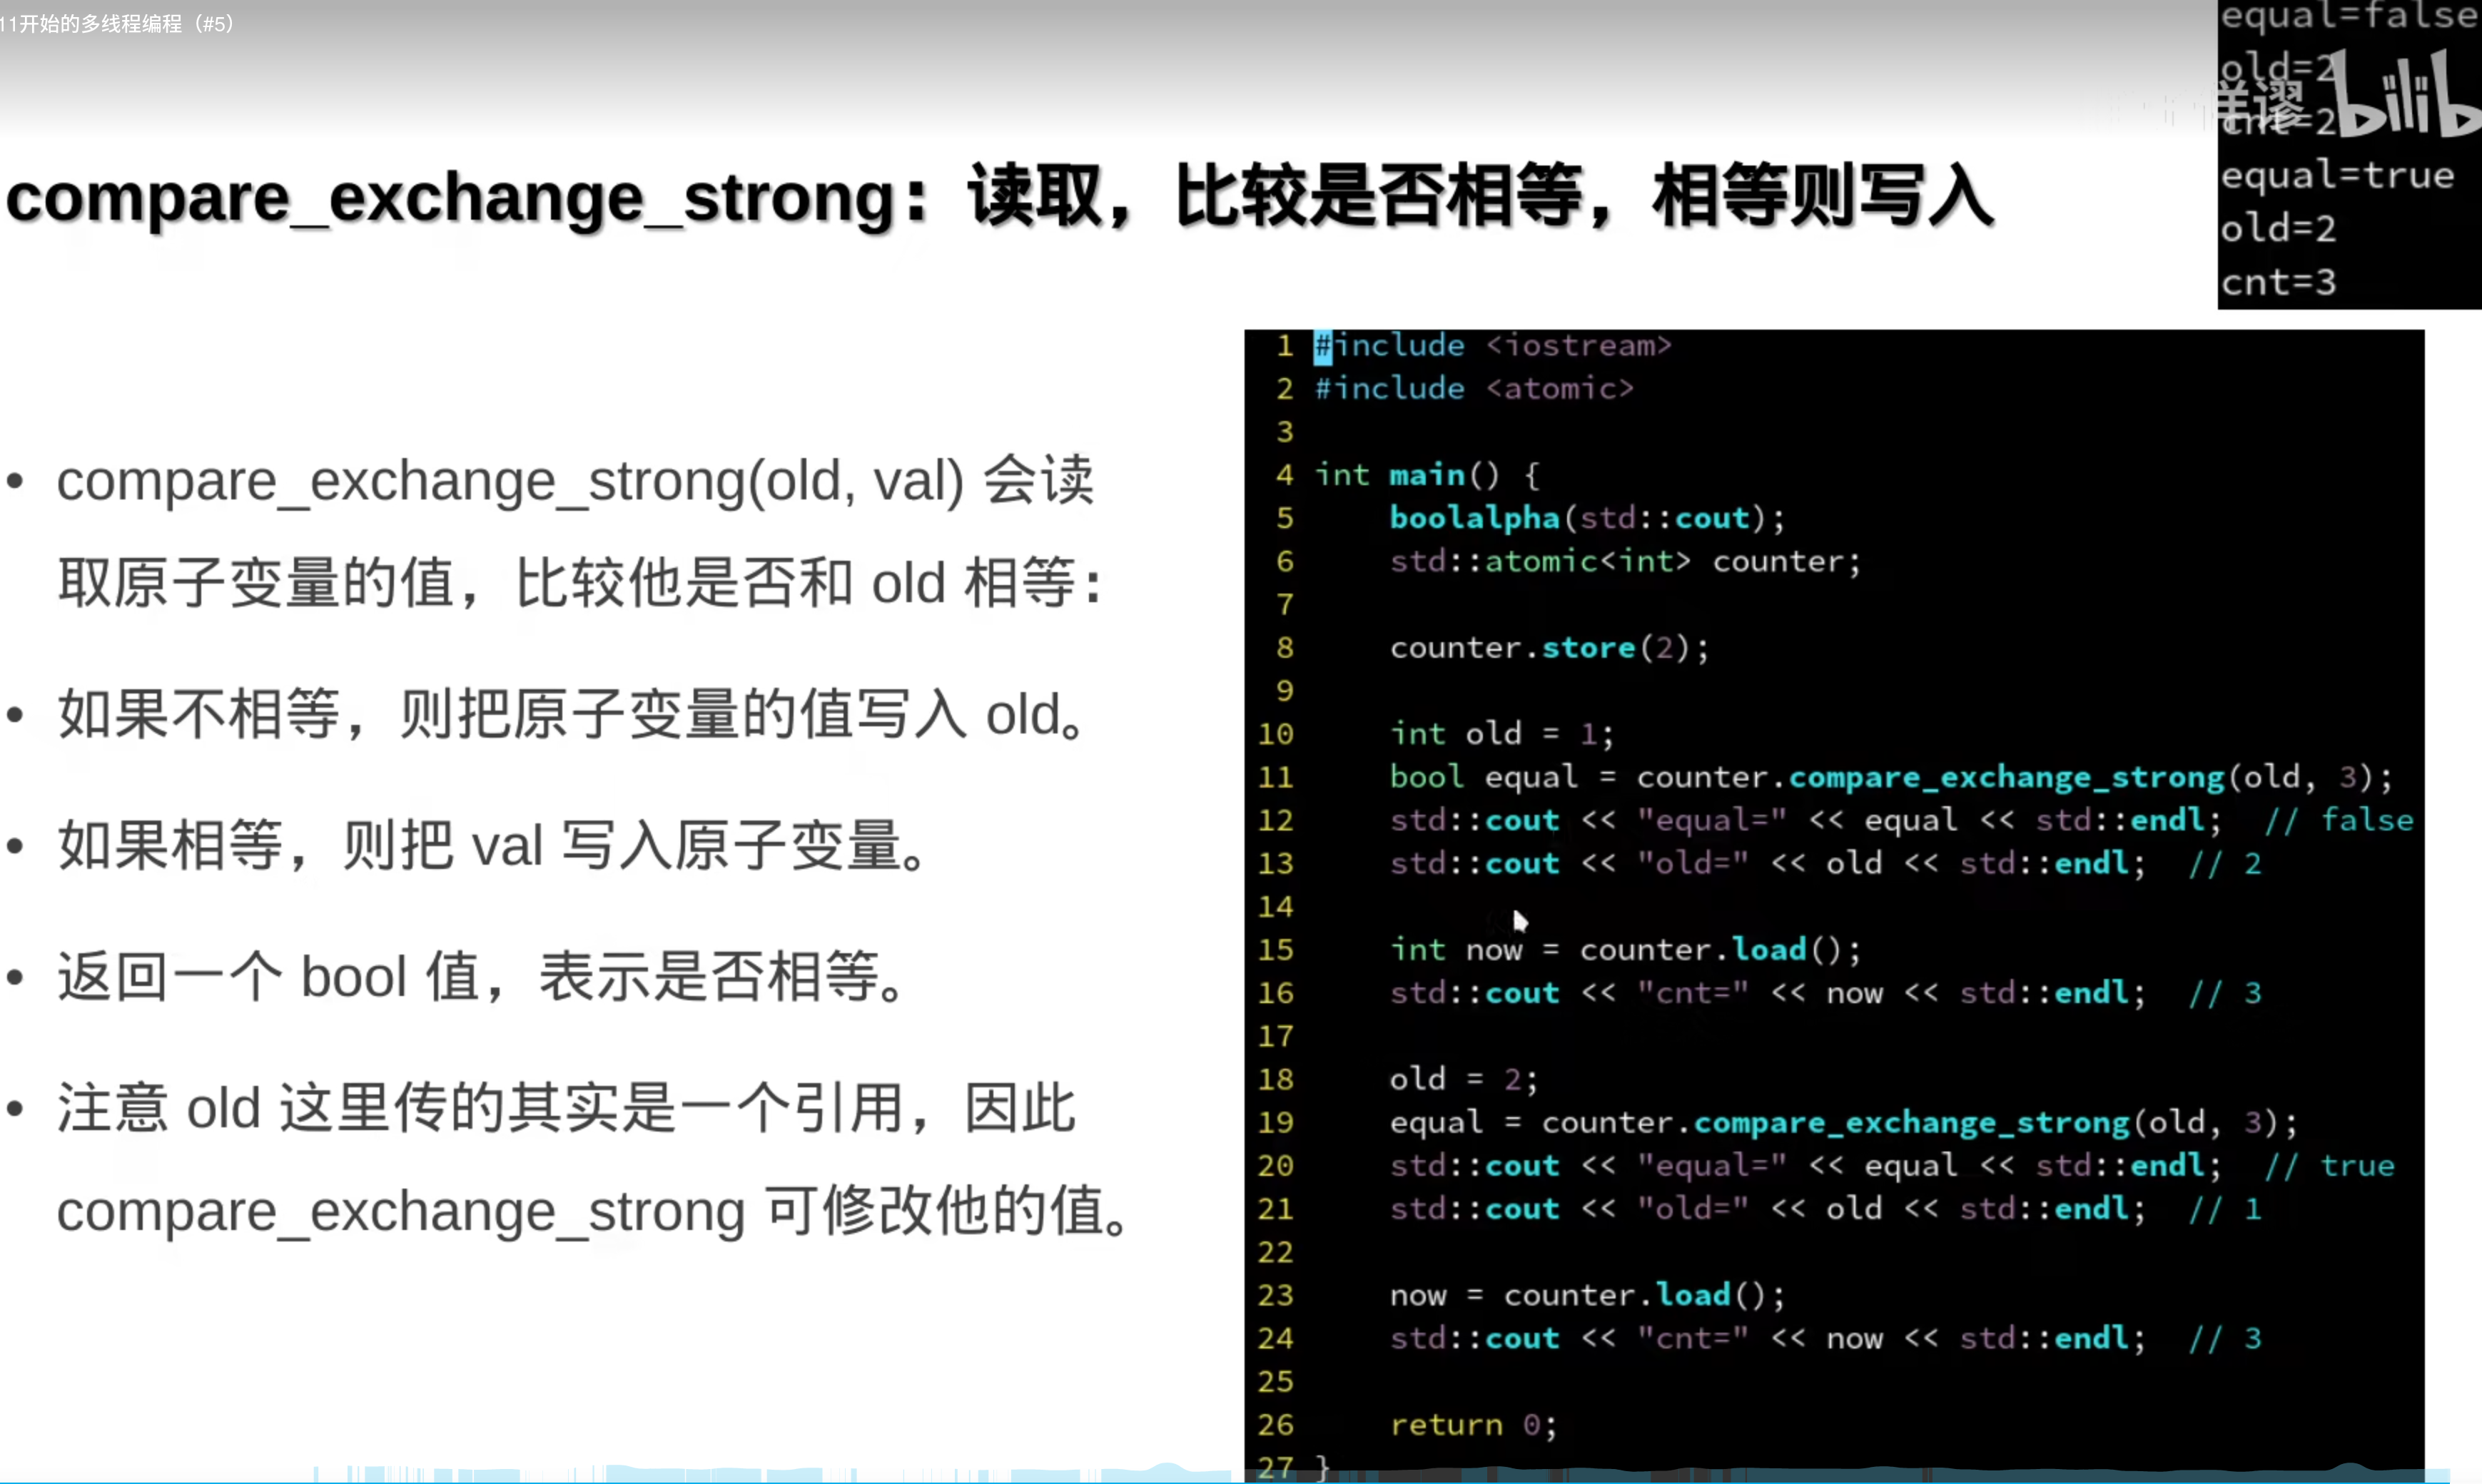 11开始的多线程编程（#5）
equal=false
old=2
cnt=2
equal=true
old=2
cnt=3
bilib
compare_exchange_strong：读取，比较是否相等，相等则写入
• compare_exchange_strong(old, val) 会读
取原子变量的值，比较他是否和 old 相等：
• 如果不相等，则把原子变量的值写入 old。
• 如果相等，则把 val 写入原子变量。
• 返回一个 bool 值，表示是否相等。
• 注意 old 这里传的其实是一个引用，因此
compare_exchange_strong 可修改他的值。
1 #include <iostream>
2 #include <atomic>
3
4 int main() {
5     boolalpha(std::cout);
6     std::atomic<int> counter;
7
8     counter.store(2);
9
10     int old = 1;
11     bool equal = counter.compare_exchange_strong(old, 3);
12     std::cout << "equal=" << equal << std::endl;  // false
13     std::cout << "old=" << old << std::endl;  // 2
14
15     int now = counter.load();
16     std::cout << "cnt=" << now << std::endl;  // 3
17
18     old = 2;
19     equal = counter.compare_exchange_strong(old, 3);
20     std::cout << "equal=" << equal << std::endl;  // true
21     std::cout << "old=" << old << std::endl;  // 1
22
23     now = counter.load();
24     std::cout << "cnt=" << now << std::endl;  // 3
25
26     return 0;
27 }